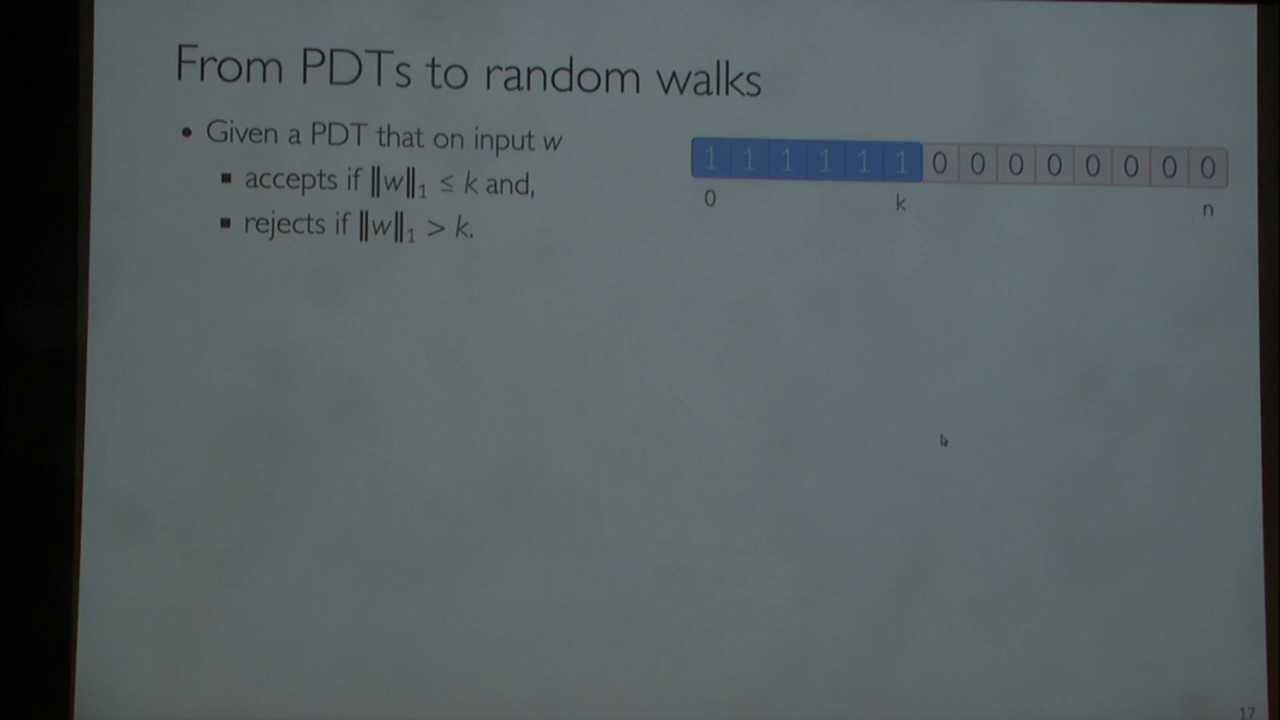 From PDTs to random walks
• Given a PDT that on input w
▪ accepts if ‖w‖₁ ≤ k and,
▪ rejects if ‖w‖₁ > k.
1 1 1 1 1 1 0 0 0 0 0 0 0 0
0 k n
17